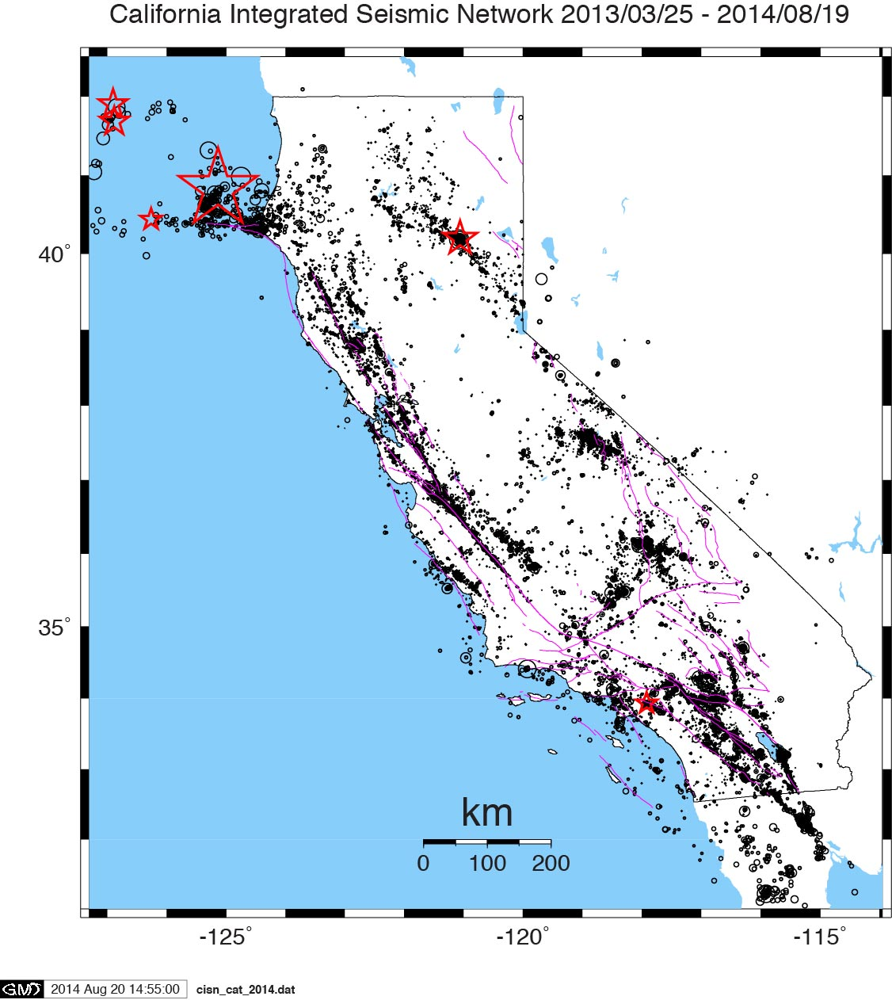 California Integrated Seismic Network 2013/03/25 - 2014/08/19
40°
35°
km
0 100 200
-125° -120° -115°
GMT 2014 Aug 20 14:55:00 cisn_cat_2014.dat